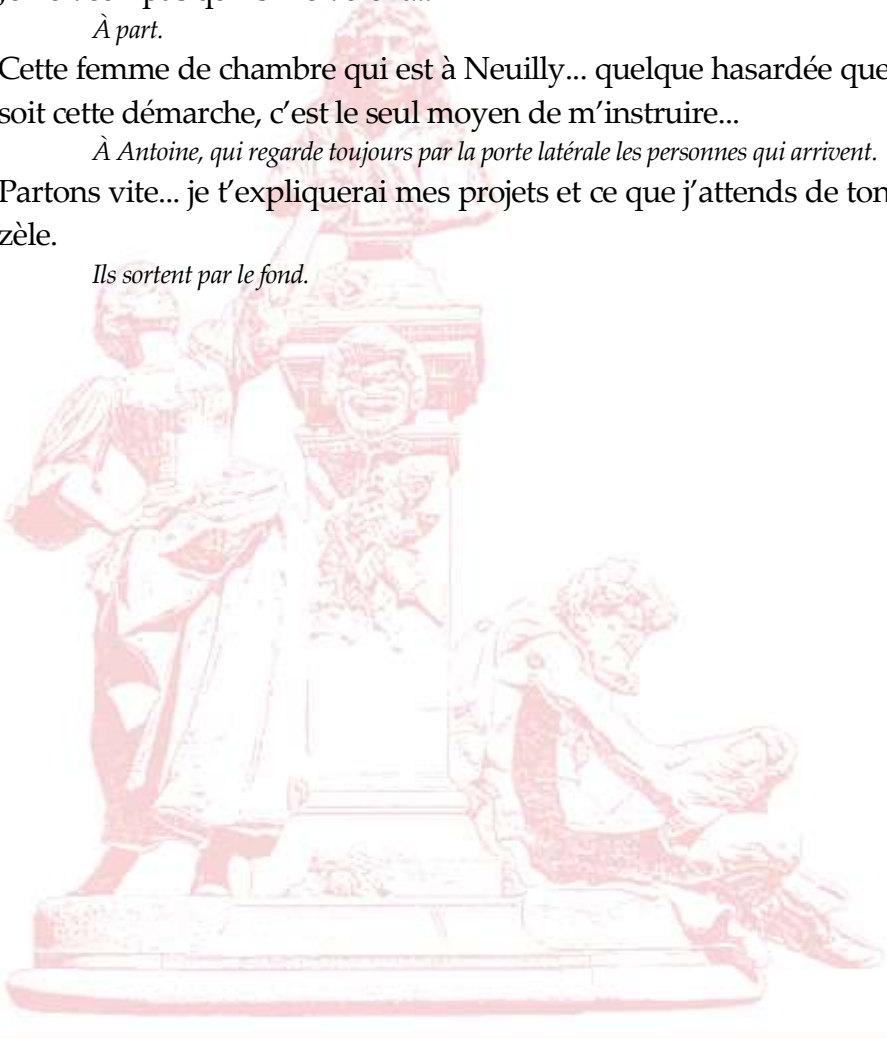 À part.
Cette femme de chambre qui est à Neuilly... quelque hasardée que
soit cette démarche, c’est le seul moyen de m’instruire...
À Antoine, qui regarde toujours par la porte latérale les personnes qui arrivent.
Partons vite... je t’expliquerai mes projets et ce que j’attends de ton
zèle.
Ils sortent par le fond.